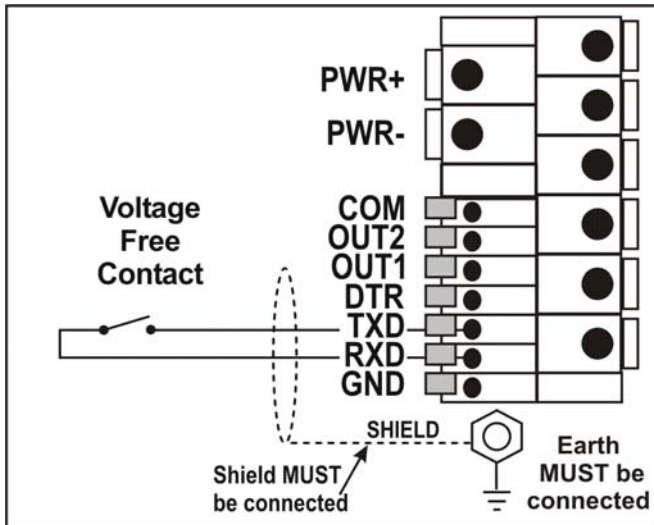 PWR+
PWR-
Voltage
Free
Contact
COM
OUT2
OUT1
DTR
TXD
RXD
GND
SHIELD
Shield MUST
be connected
Earth
MUST be
connected